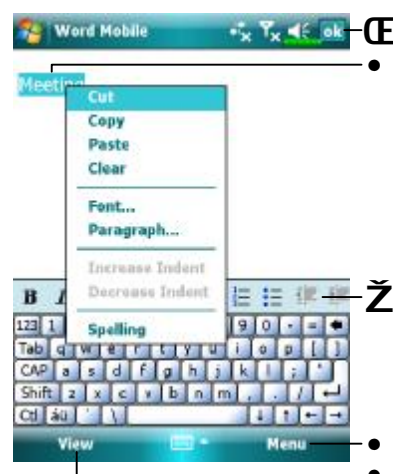 Word Mobile ok Œ
Meeting •
Cut
Copy
Paste
Clear
Font...
Paragraph...
Increase Indent
Decrease Indent
Spelling
B I Ž
123 1 9 0 - = 
Tab q w e r t y u i o p [ ]
CAP a s d f g h j k l ; '
Shift z x c v b n m , . /
Ctl áü ` \
View Menu •
•